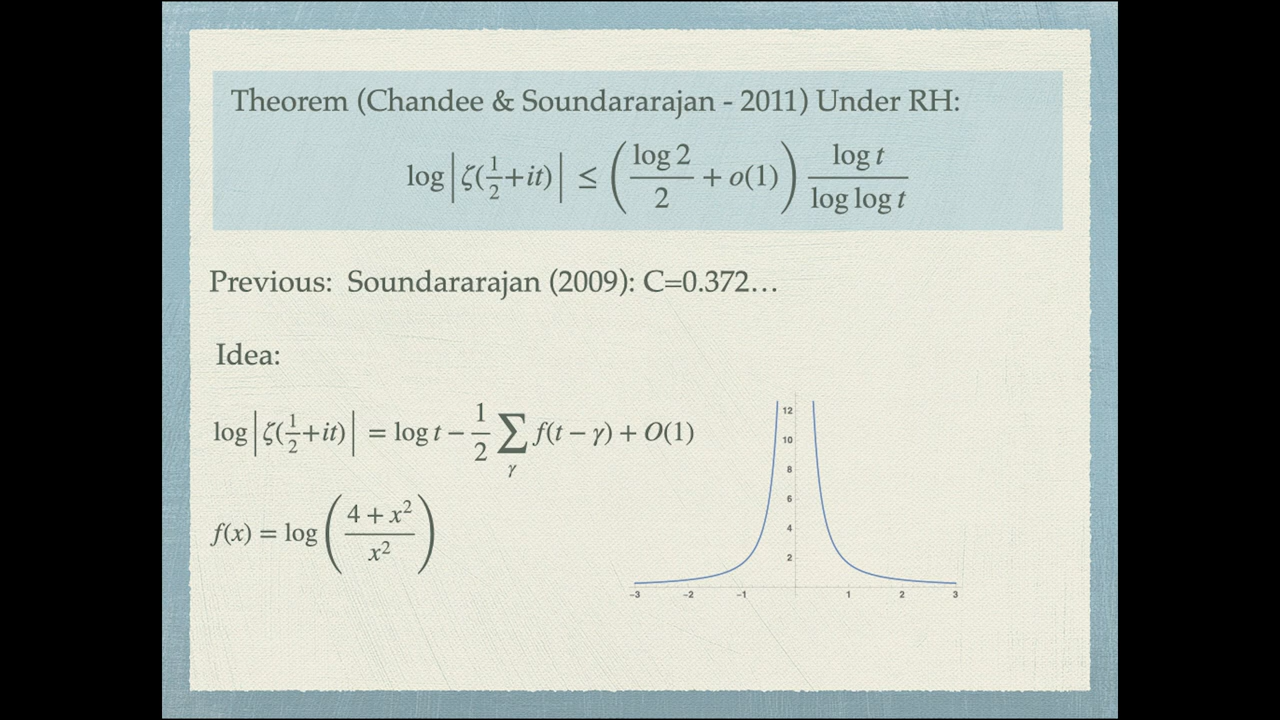 Theorem (Chandee & Soundararajan - 2011) Under RH:
log|ζ(1/2+it)| ≤ (log 2/2 + o(1)) log t/log log t
Previous: Soundararajan (2009): C=0.372…
Idea:
log|ζ(1/2+it)| = log t − 1/2 ∑_γ f(t − γ) + O(1)
f(x) = log((4 + x²)/x²)
12
10
8
6
4
2
−3 −2 −1 1 2 3